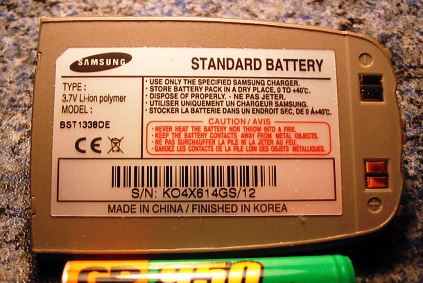 SAMSUNG
STANDARD BATTERY
TYPE :
3.7V Li-ion polymer
MODEL :
BST1338DE
• USE ONLY THE SPECIFIED SAMSUNG CHARGER.
• STORE BATTERY PACK IN A DRY PLACE, 0 TO +40°C.
• DISPOSE OF PROPERLY. - NE PAS JETER.
• UTILISER UNIQUEMENT UN CHARGEUR SAMSUNG.
• STOCKER LA BATTERIE DANS UN ENDROIT SEC, DE 0 Á+40°C.
CAUTION / AVIS
• NEVER HEAT THE BATTERY NOR THROW INTO A FIRE.
• KEEP THE BATTERY CONTACTS AWAY FROM METAL OBJECTS.
• NE PAS SURCHAUFFER LA PILE NI LA JETER AU FEU.
• GARDEZ LES CONTACTS DE LA PILE LOIN DES OBJETS METALLIQUES.
CE
S/N: KO4X614GS/12
MADE IN CHINA / FINISHED IN KOREA
GP 950